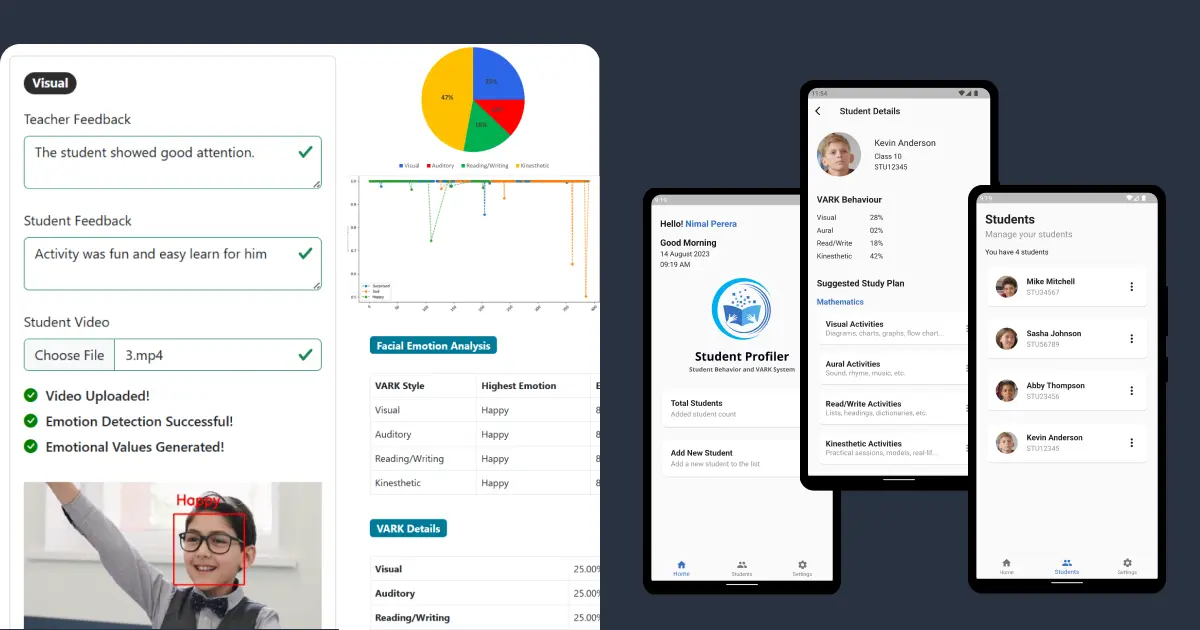 Visual
Teacher Feedback
The student showed good attention.
Student Feedback
Activity was fun and easy learn for him
Student Video
Choose File 3.mp4
Video Uploaded!
Emotion Detection Successful!
Emotional Values Generated!
Happy
47%
18%
Visual Auditory Reading/Writing Kinesthetic
Surprised
Sad
Happy
Facial Emotion Analysis
VARK Style Highest Emotion E
Visual Happy 8
Auditory Happy 8
Reading/Writing Happy 8
Kinesthetic Happy 8
VARK Details
Visual 25.00%
Auditory 25.00%
Reading/Writing 25.00%
9:19
Hello! Nimal Perera
Good Morning
14 August 2023
09:19 AM
Student Profiler
Student Behavior and VARK System
Total Students
Added student count
Add New Student
Add a new student to the list
Home Students Settings
11:54
Student Details
Kevin Anderson
Class 10
STU12345
VARK Behaviour
Visual 28%
Aural 02%
Read/Write 18%
Kinesthetic 42%
Suggested Study Plan
Mathematics
Visual Activities
Diagrams, charts, graphs, flow chart...
Aural Activities
Sound, rhyme, music, etc.
Read/Write Activities
Lists, headings, dictionaries, etc.
Kinesthetic Activities
Practical sessions, models, real-lif...
9:19
Students
Manage your students
You have 4 students
Mike Mitchell
STU34567
Sasha Johnson
STU56789
Abby Thompson
STU23456
Kevin Anderson
STU12345
Home Students Settings